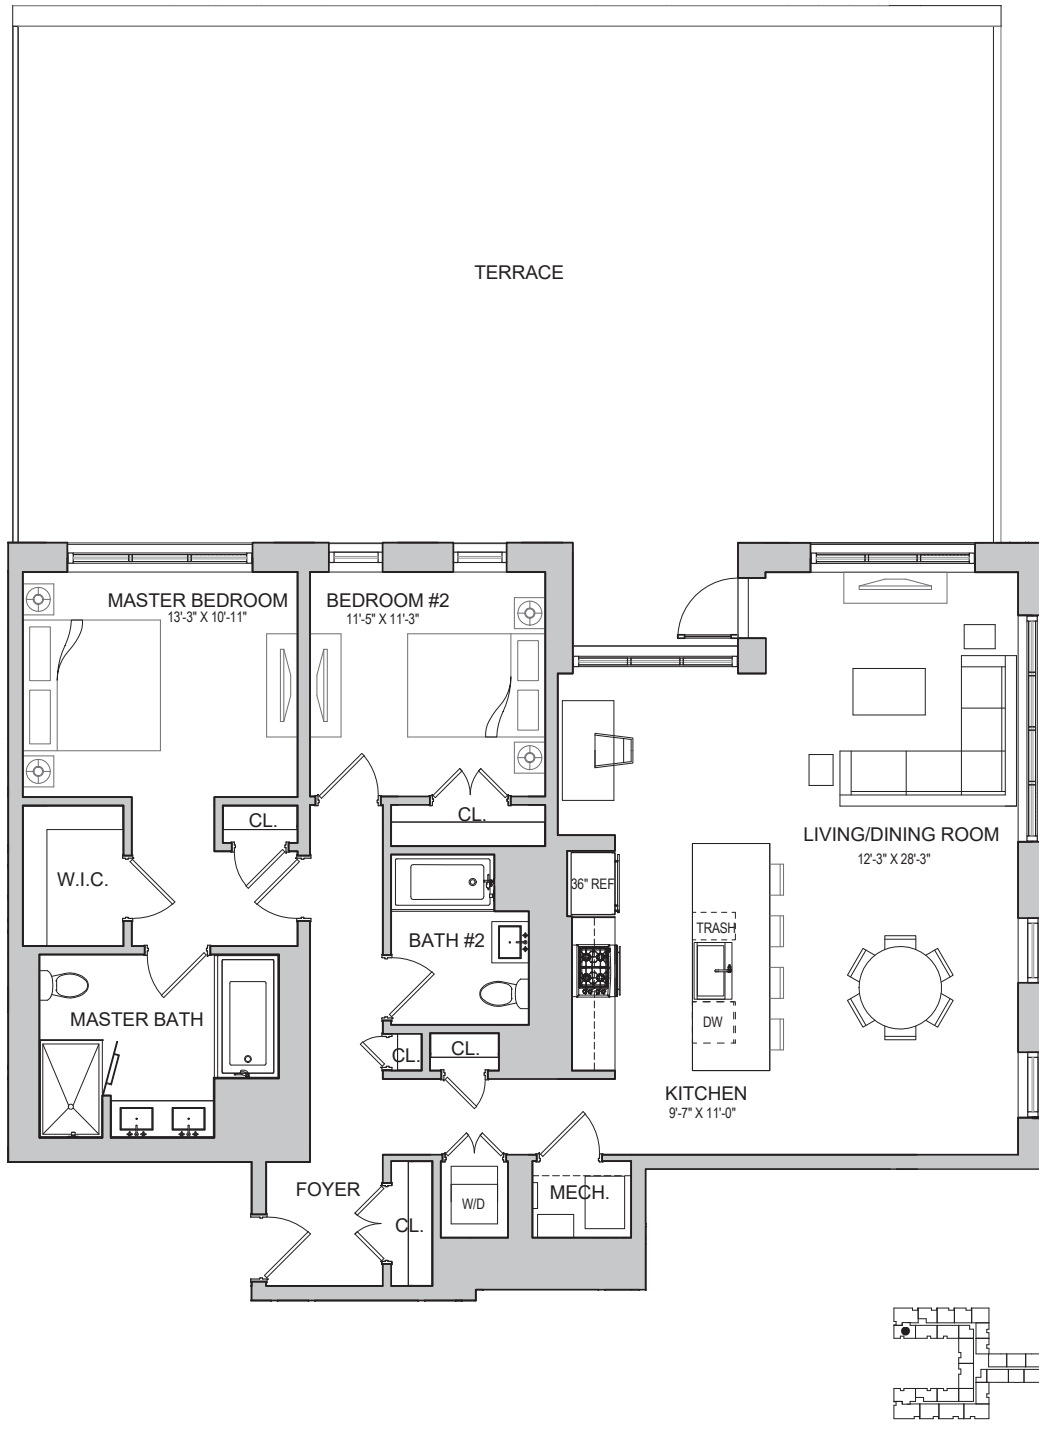 TERRACE
MASTER BEDROOM
13'-3" X 10'-11"
BEDROOM #2
11'-5" X 11'-3"
CL.
CL.
LIVING/DINING ROOM
12'-3" X 28'-3"
W.I.C.
36" REF
TRASH
BATH #2
MASTER BATH
DW
CL.
CL.
KITCHEN
9'-7" X 11'-0"
FOYER
CL.
W/D
MECH.